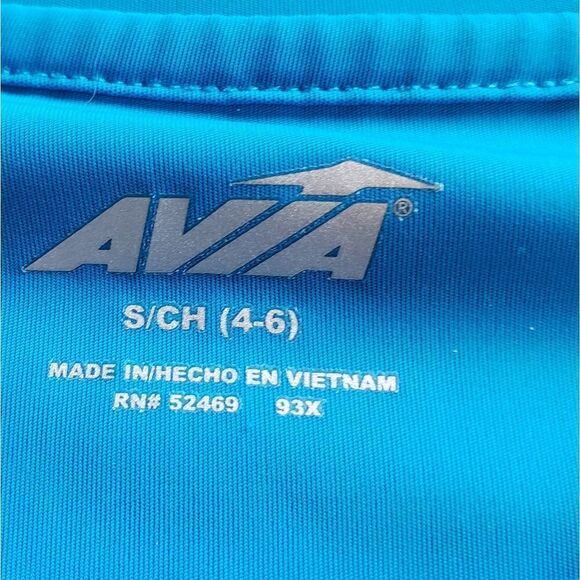 AVIA®
S/CH (4-6)
MADE IN/HECHO EN VIETNAM
RN# 52469 93X